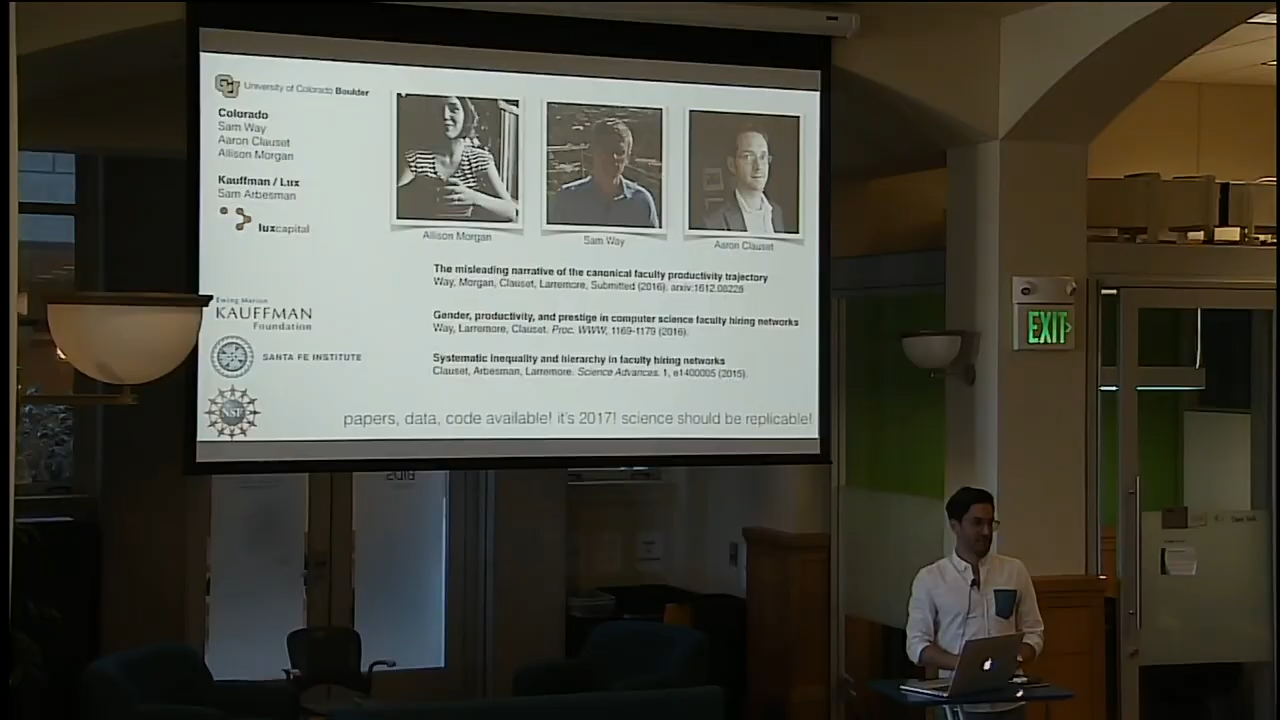 University of Colorado Boulder
Colorado
Sam Way
Aaron Clauset
Allison Morgan
Kauffman / Lux
Sam Arbesman
luxcapital
Ewing Marion
KAUFFMAN
Foundation
SANTA FE INSTITUTE
NSF
Allison Morgan
Sam Way
Aaron Clauset
The misleading narrative of the canonical faculty productivity trajectory
Way, Morgan, Clauset, Larremore, Submitted (2016). arxiv:1612.08228
Gender, productivity, and prestige in computer science faculty hiring networks
Way, Larremore, Clauset. Proc. WWW, 1169-1179 (2016).
Systematic inequality and hierarchy in faculty hiring networks
Clauset, Arbesman, Larremore. Science Advances. 1, e1400005 (2015).
papers, data, code available! it's 2017! science should be replicable!
EXIT